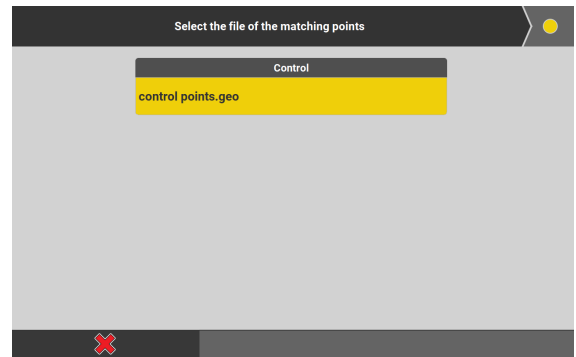 Select the file of the matching points
Control
control points.geo